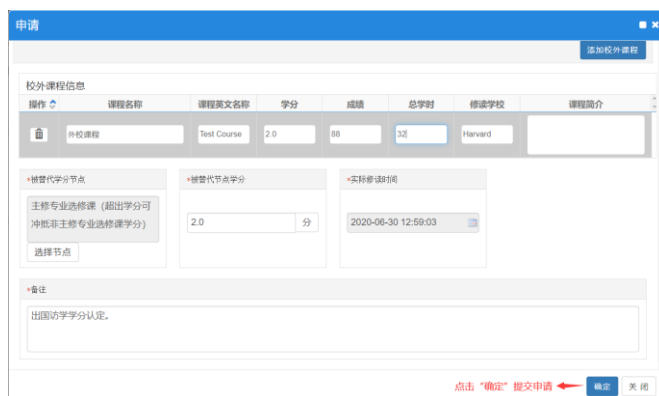 申请
添加校外课程
校外课程信息
操作 课程名称 课程英文名称 学分 成绩 总学时 修读学校 课程简介
外校课程 Test Course 2.0 88 32 Harvard
*被替代学分节点 *被替代节点学分 *实际修读时间
主修专业选修课（超出学分可
冲抵非主修专业选修课学分）
2.0 分 2020-06-30 12:59:03
选择节点
*备注
出国访学学分认定。
点击“确定”提交申请 确定 关闭